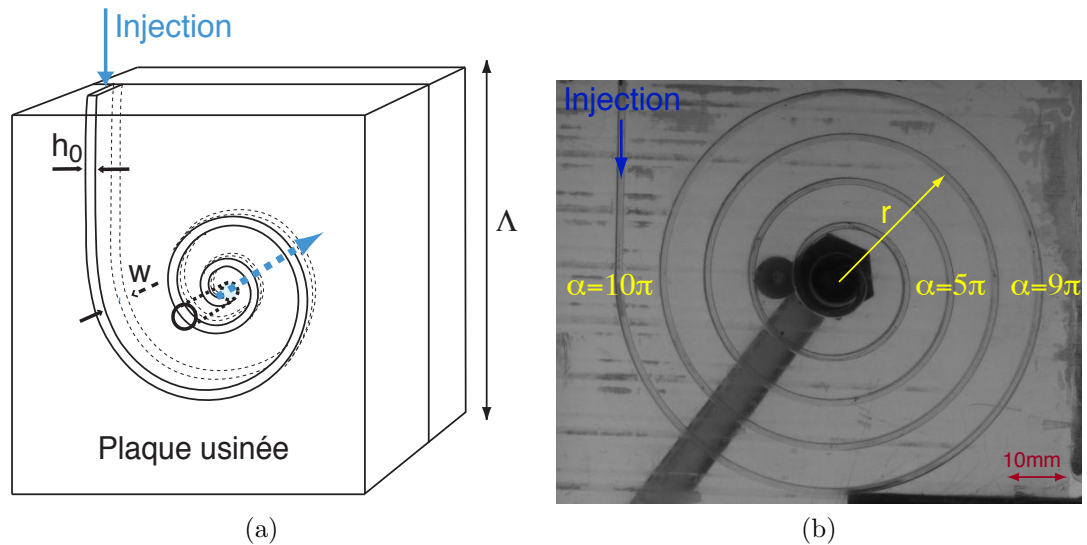 Injection
h₀
w
Λ
Plaque usinée
(a)
Injection
r
α=10π
α=5π
α=9π
10mm
(b)